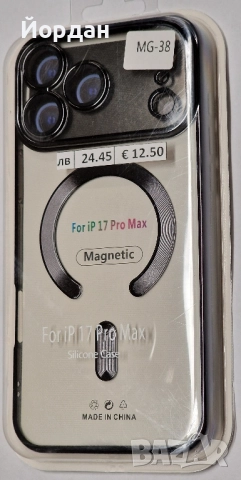 Йордан
MG-38
ЛВ 24.45 € 12.50
For iP 17 Pro Max
Magnetic
For iP 17 Pro Max
Silicone Case
MADE IN CHINA
BAZAR